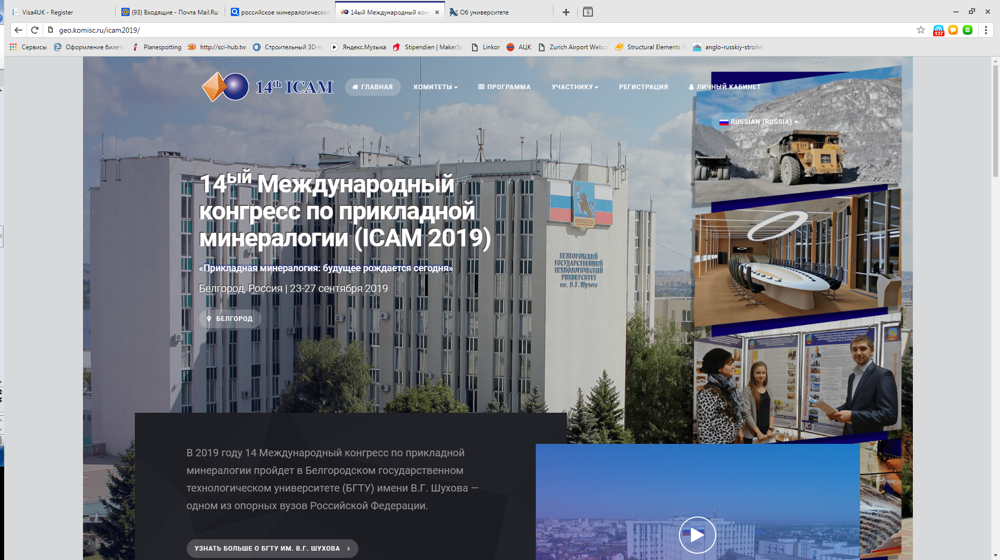 Visa4UK - Register
(93) Входящие - Почта Mail.Ru
российское минералогическое
14ый Международный кон
Об университете
5
geo.komisc.ru/icam2019/
137
Сервисы
Оформление билето
Planespotting
http://sci-hub.tw
Строительный 3D-п
Яндекс.Музыка
Stipendien | MakerSp
Linkor
АЦК
Zurich Airport Webca
Structural Elements f
anglo-russkiy-stroitel
14th ICAM
ГЛАВНАЯ
КОМИТЕТЫ
ПРОГРАММА
УЧАСТНИКУ
РЕГИСТРАЦИЯ
ЛИЧНЫЙ КАБИНЕТ
RUSSIAN (RUSSIA)
14ый Международный
конгресс по прикладной
минералогии (ICAM 2019)
«Прикладная минералогия: будущее рождается сегодня»
Белгород, Россия | 23-27 сентября 2019
БЕЛГОРОД
БЕЛГОРОДСКИЙ
ГОСУДАРСТВЕННЫЙ
ТЕХНОЛОГИЧЕСКИЙ
УНИВЕРСИТЕТ
им. В.Г. Шухова
В 2019 году 14 Международный конгресс по прикладной
минералогии пройдет в Белгородском государственном
технологическом университете (БГТУ) имени В.Г. Шухова —
одном из опорных вузов Российской Федерации.
УЗНАТЬ БОЛЬШЕ О БГТУ ИМ. В.Г. ШУХОВА